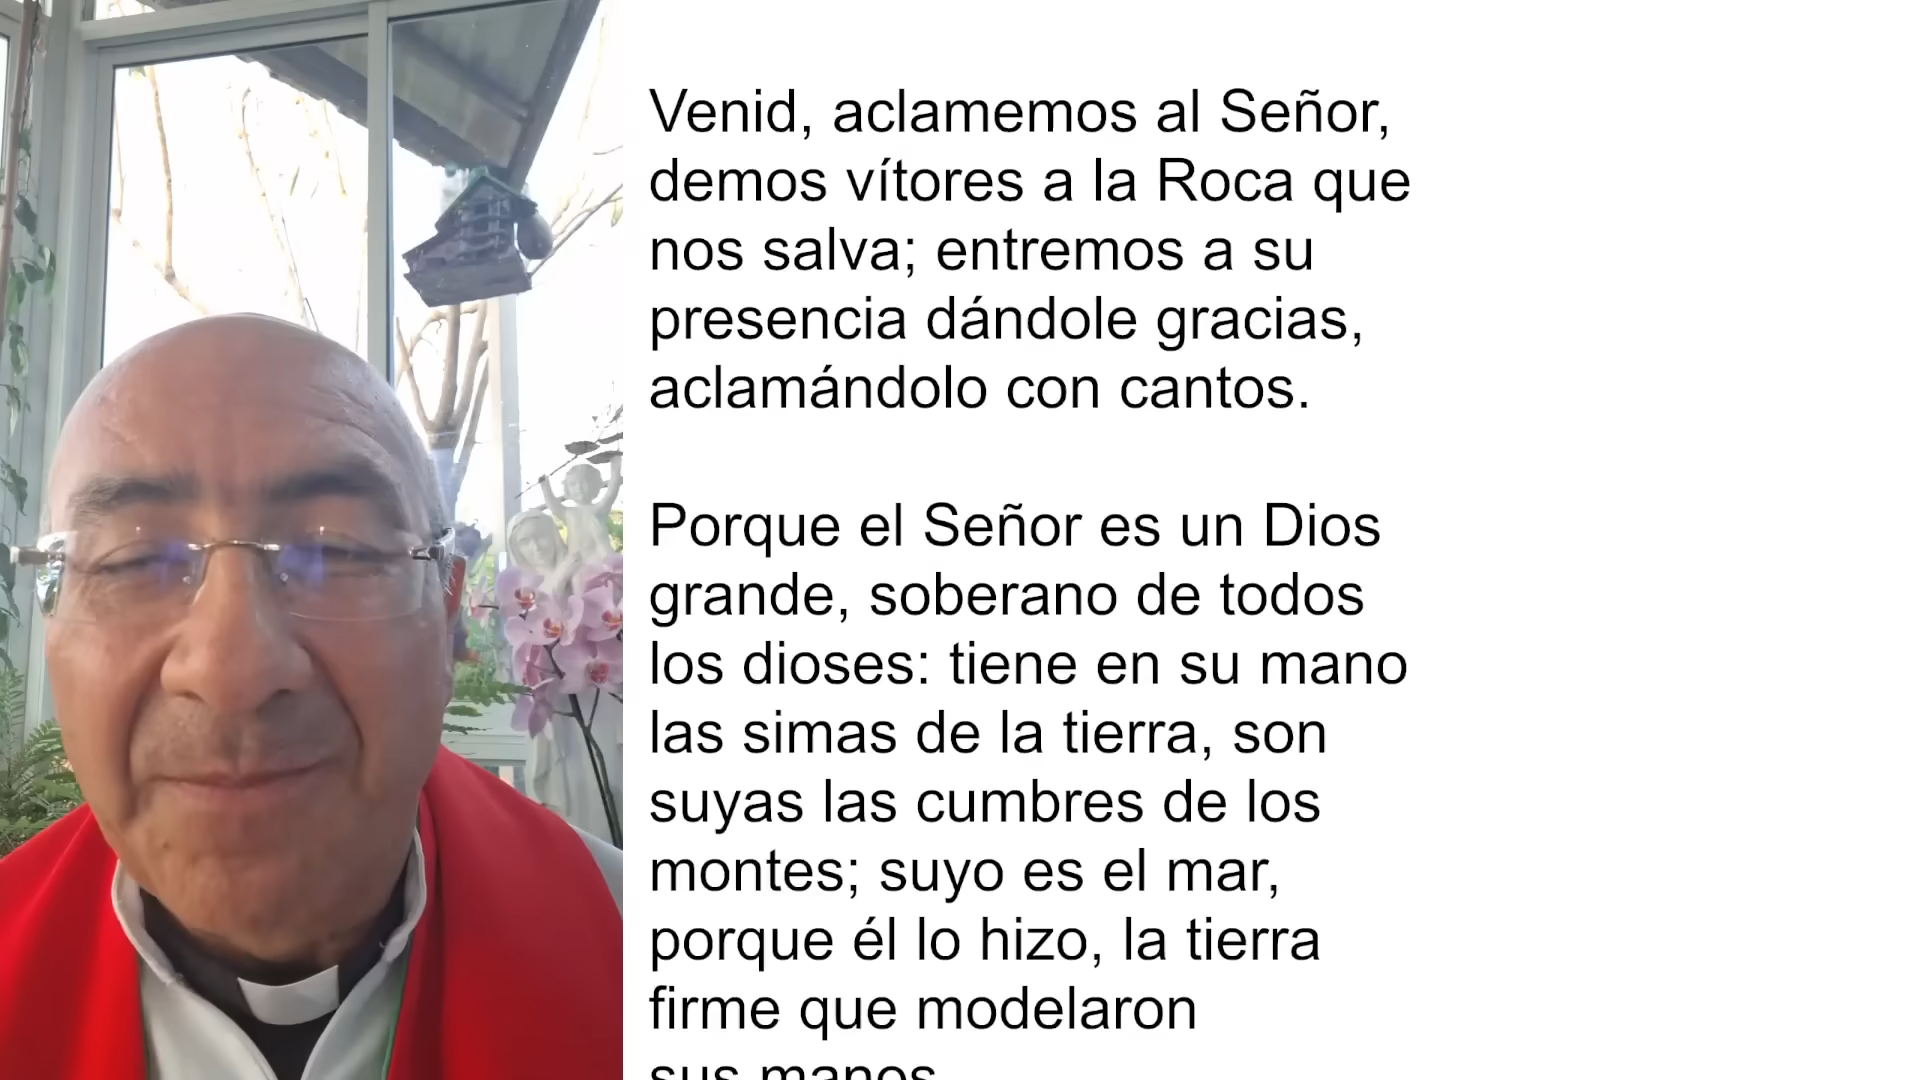 Venid, aclamemos al Señor,
demos vítores a la Roca que
nos salva; entremos a su
presencia dándole gracias,
aclamándolo con cantos.
Porque el Señor es un Dios
grande, soberano de todos
los dioses: tiene en su mano
las simas de la tierra, son
suyas las cumbres de los
montes; suyo es el mar,
porque él lo hizo, la tierra
firme que modelaron
sus manos.